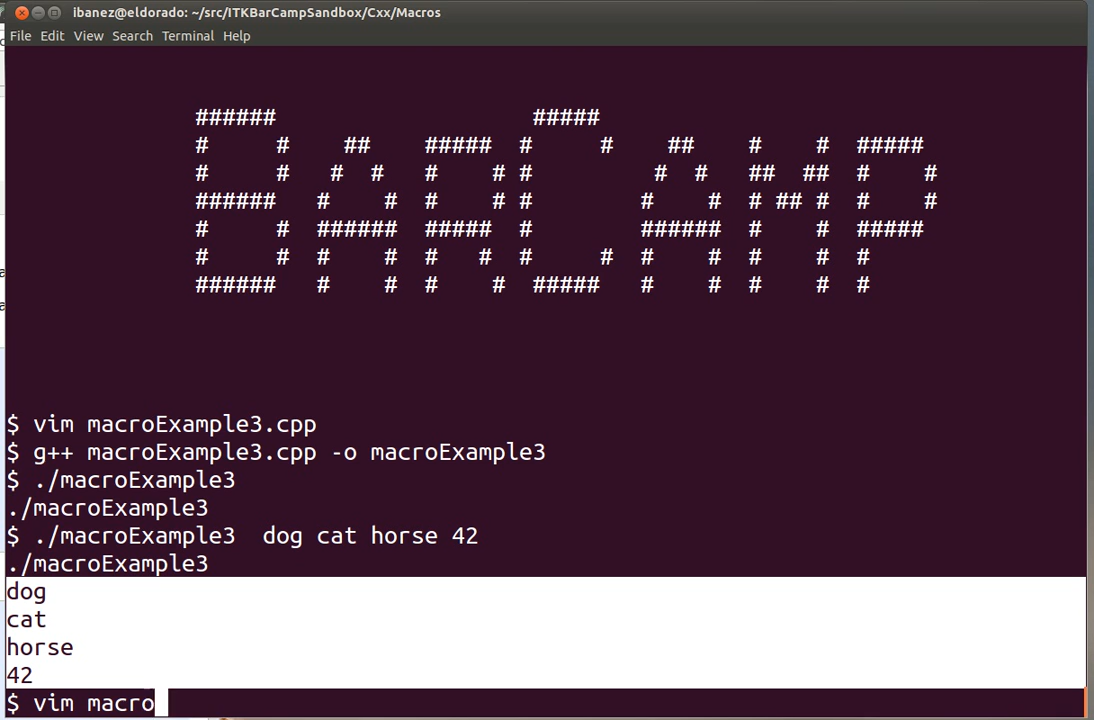 ibanez@eldorado: ~/src/ITKBarCampSandbox/Cxx/Macros
File Edit View Search Terminal Help
BARCAMP
$ vim macroExample3.cpp
$ g++ macroExample3.cpp -o macroExample3
$ ./macroExample3
./macroExample3
$ ./macroExample3  dog cat horse 42
./macroExample3
dog
cat
horse
42
$ vim macro